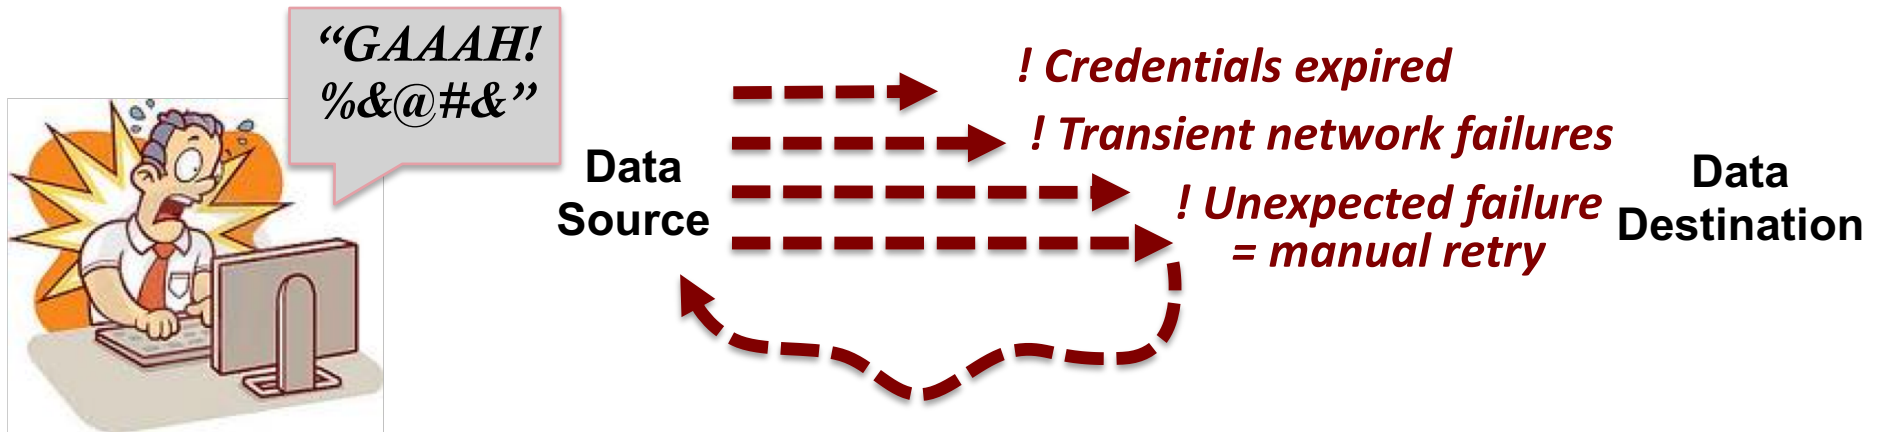 “GAAAH!
%&@#&”
Data
Source
! Credentials expired
! Transient network failures
! Unexpected failure
= manual retry
Data
Destination